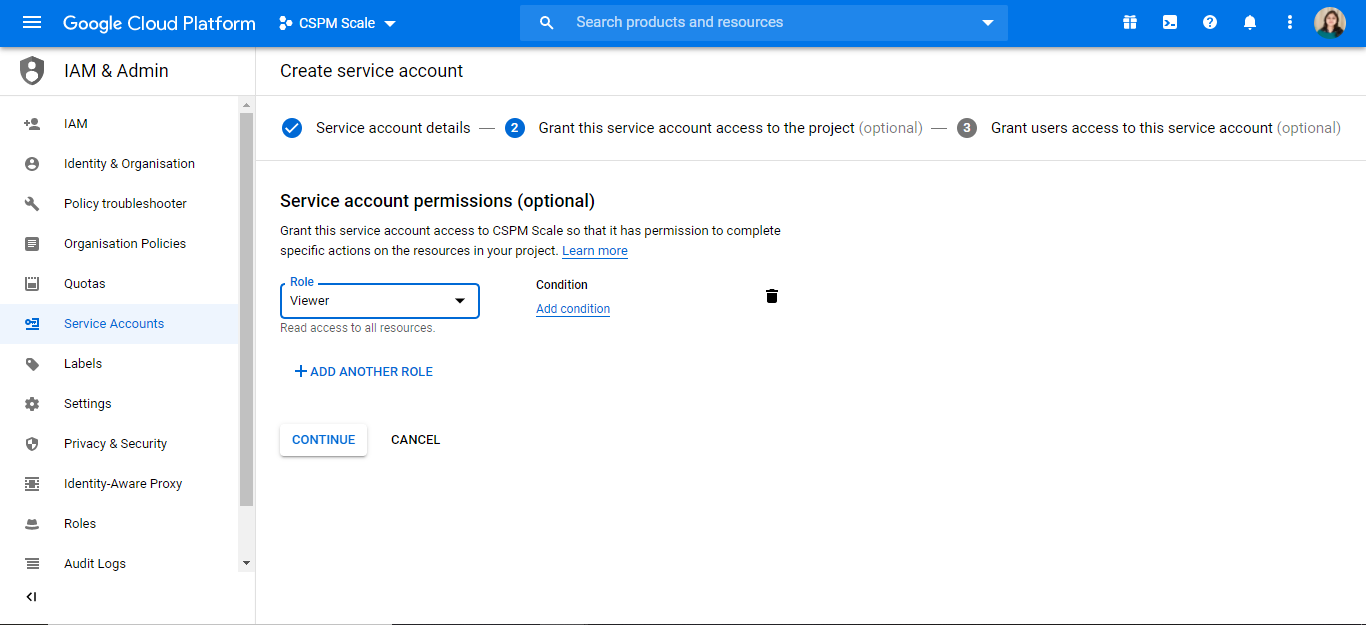 Google Cloud Platform
CSPM Scale
Search products and resources
IAM & Admin
Create service account
IAM
Identity & Organisation
Policy troubleshooter
Organisation Policies
Quotas
Service Accounts
Labels
Settings
Privacy & Security
Identity-Aware Proxy
Roles
Audit Logs
Service account details
2 Grant this service account access to the project (optional)
3 Grant users access to this service account (optional)
Service account permissions (optional)
Grant this service account access to CSPM Scale so that it has permission to complete
specific actions on the resources in your project. Learn more
Role
Viewer
Read access to all resources.
Condition
Add condition
ADD ANOTHER ROLE
CONTINUE
CANCEL